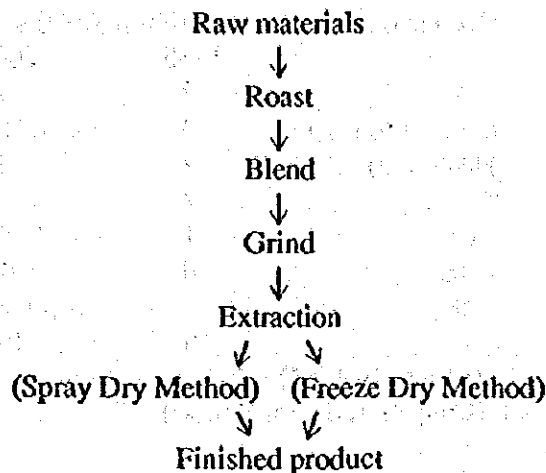 Raw materials
Roast
Blend
Grind
Extraction
(Spray Dry Method) (Freeze Dry Method)
Finished product